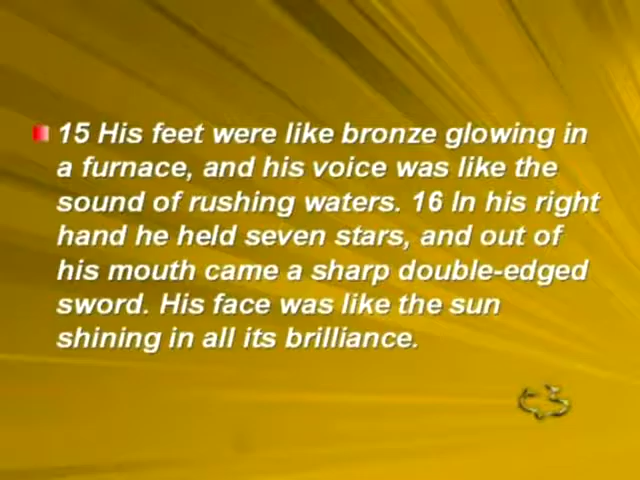 15 His feet were like bronze glowing in
a furnace, and his voice was like the
sound of rushing waters. 16 In his right
hand he held seven stars, and out of
his mouth came a sharp double-edged
sword. His face was like the sun
shining in all its brilliance.